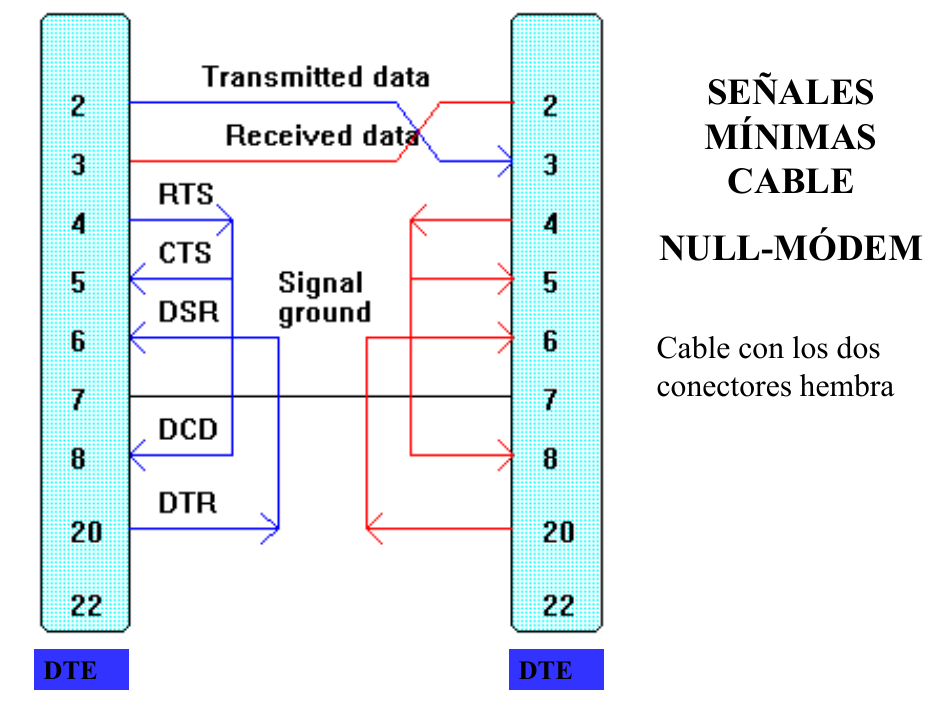 Transmitted data
2
2
SEÑALES
MÍNIMAS
CABLE
Received data
3
3
RTS
4
4
NULL-MÓDEM
CTS
5
5
Signal
ground
DSR
6
6
Cable con los dos
conectores hembra
7
7
DCD
8
8
DTR
20
20
22
22
DTE
DTE